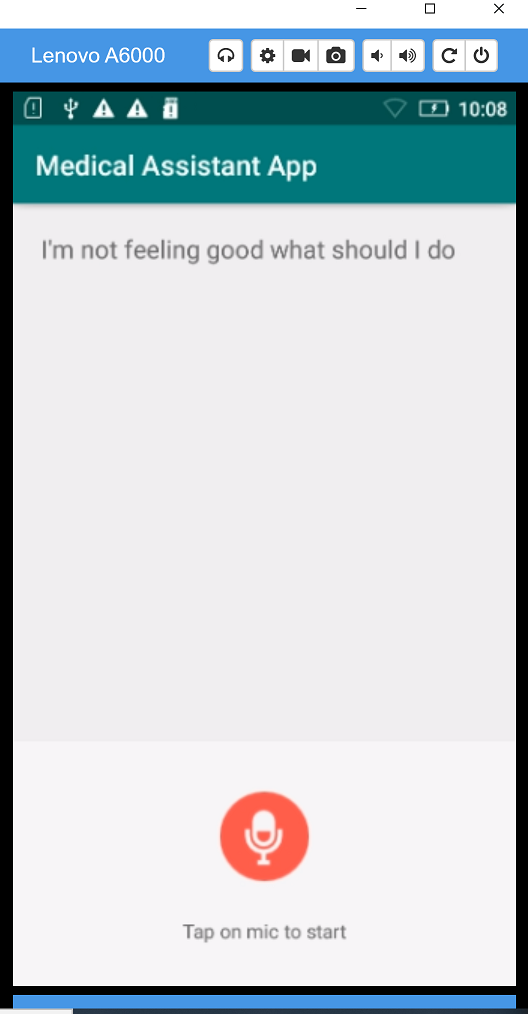 Lenovo A6000
10:08
Medical Assistant App
I'm not feeling good what should I do
Tap on mic to start